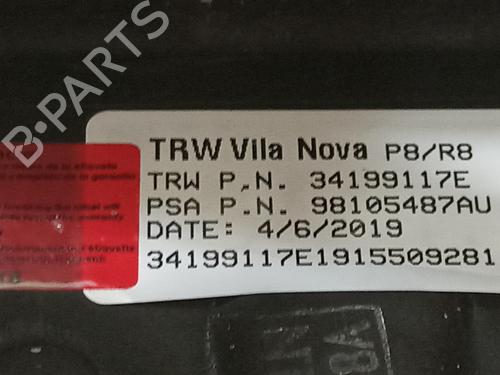 B-PARTS
TRW Vila Nova P8/R8
TRW P.N. 34199117E
PSA P.N. 98105487AU
DATE: 4/6/2019
34199117E1915509281